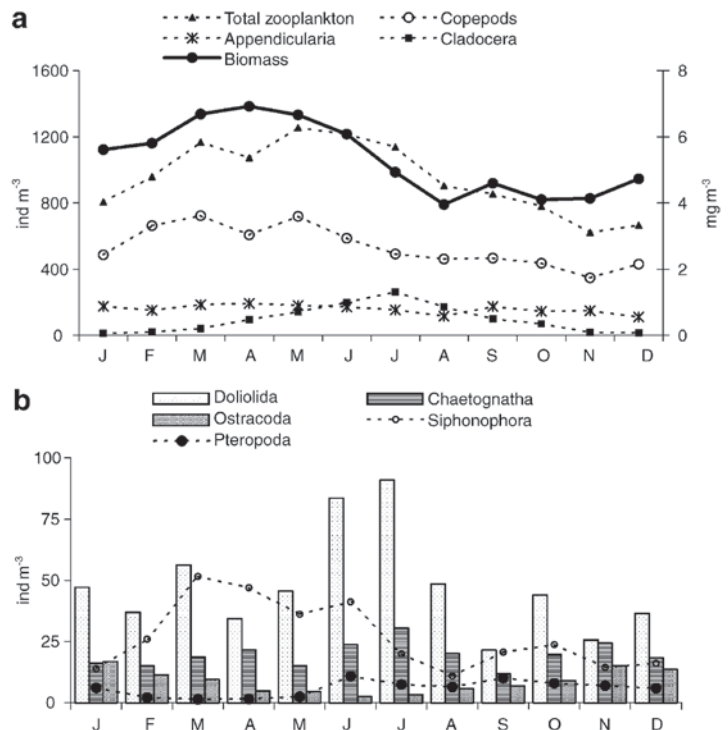 a
Total zooplankton Copepods
Appendicularia Cladocera
Biomass
1600 8
1200 6
800 4
400 2
0 0
ind m⁻³
mg m⁻³
J F M A M J J A S O N D
b
Doliolida Chaetognatha
Ostracoda Siphonophora
Pteropoda
100
75
50
25
0
ind m⁻³
J F M A M J J A S O N D